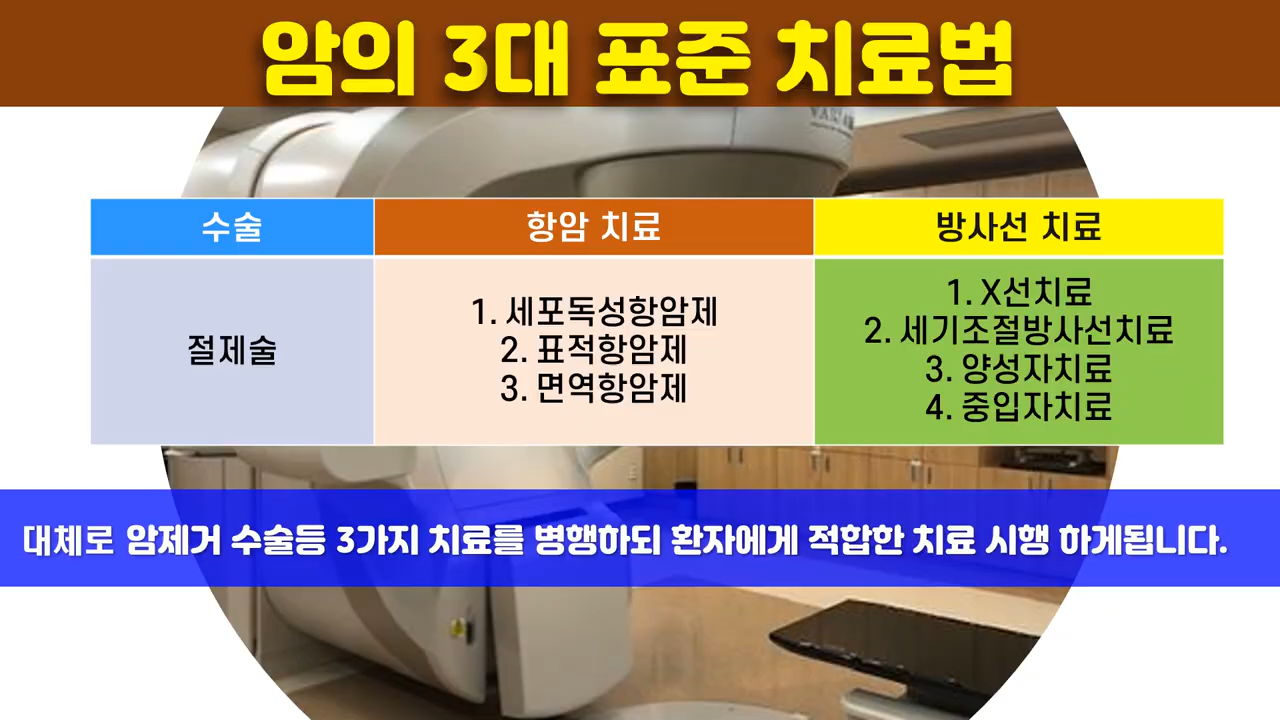 암의 3대 표준 치료법
수술
항암 치료
방사선 치료
절제술
1. 세포독성항암제
2. 표적항암제
3. 면역항암제
1. X선치료
2. 세기조절방사선치료
3. 양성자치료
4. 중입자치료
대체로 암제거 수술등 3가지 치료를 병행하되 환자에게 적합한 치료 시행 하게됩니다.